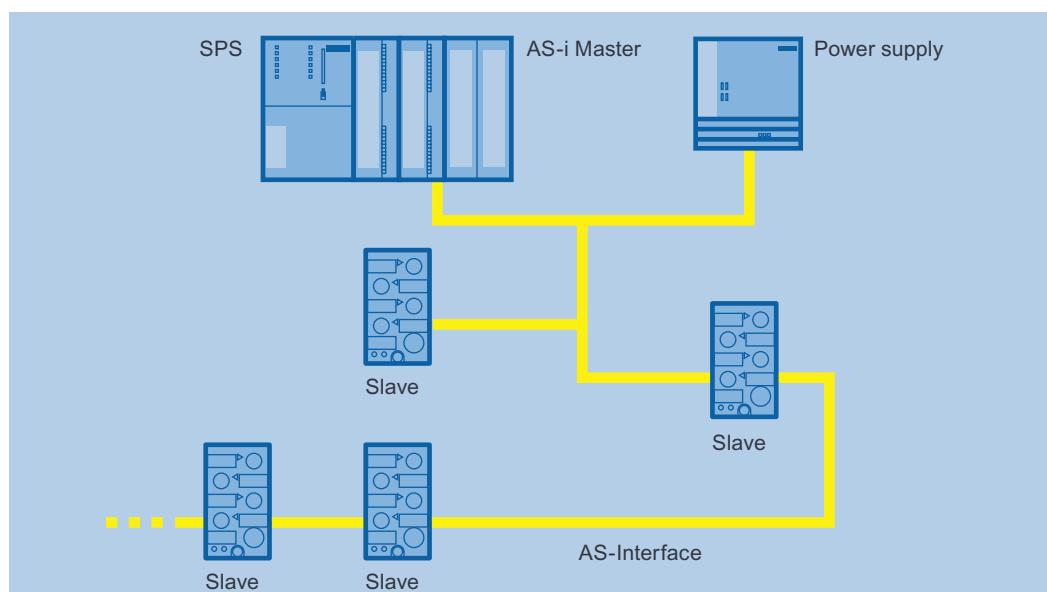 SPS
AS-i Master
Power supply
Slave
Slave
AS-Interface
Slave
Slave